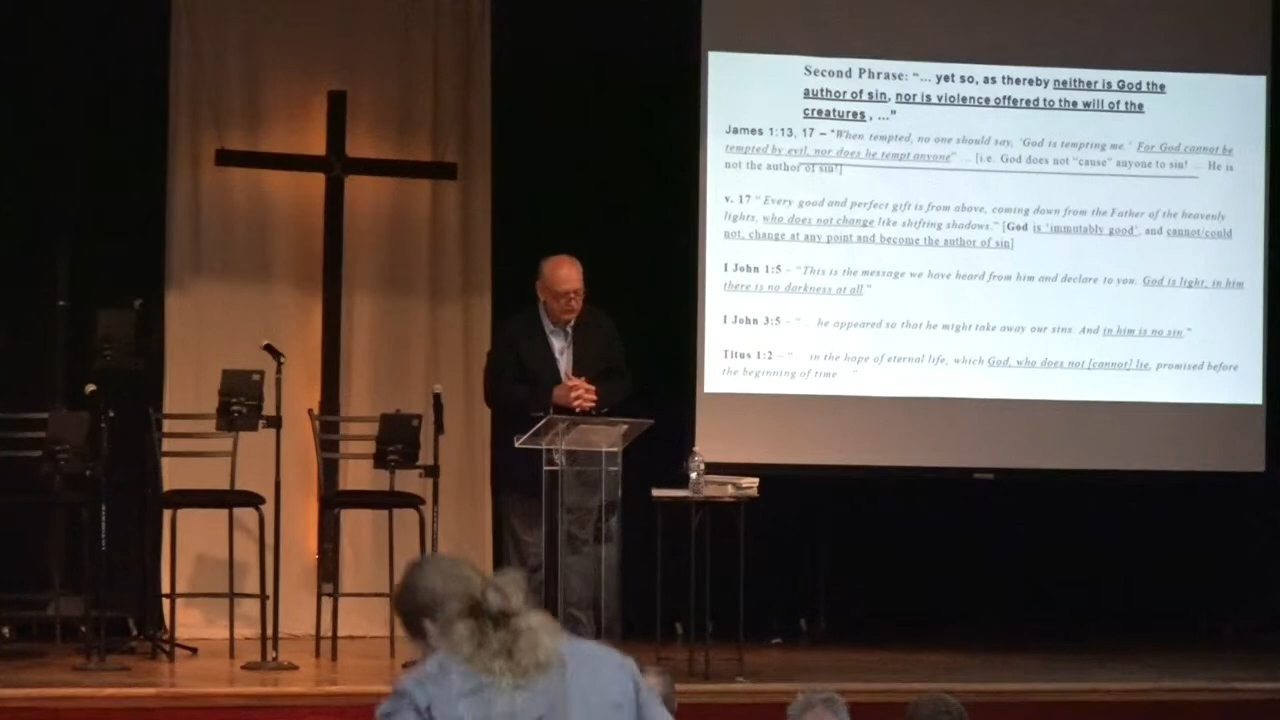 Second Phrase: “... yet so, as thereby neither is God the
author of sin, nor is violence offered to the will of the
creatures , ...”
James 1:13, 17 – “When tempted, no one should say, ‘God is tempting me.’ For God cannot be
tempted by evil, nor does he tempt anyone” ... [i.e. God does not “cause” anyone to sin! ... He is
not the author of sin!]
v. 17 “Every good and perfect gift is from above, coming down from the Father of the heavenly
lights, who does not change like shifting shadows.” [God is ‘immutably good’, and cannot/could
not, change at any point and become the author of sin]
I John 1:5 – “This is the message we have heard from him and declare to you: God is light, in him
there is no darkness at all.”
I John 3:5 – “... he appeared so that he might take away our sins. And in him is no sin.”
Titus 1:2 – “... in the hope of eternal life, which God, who does not [cannot] lie, promised before
the beginning of time ...”